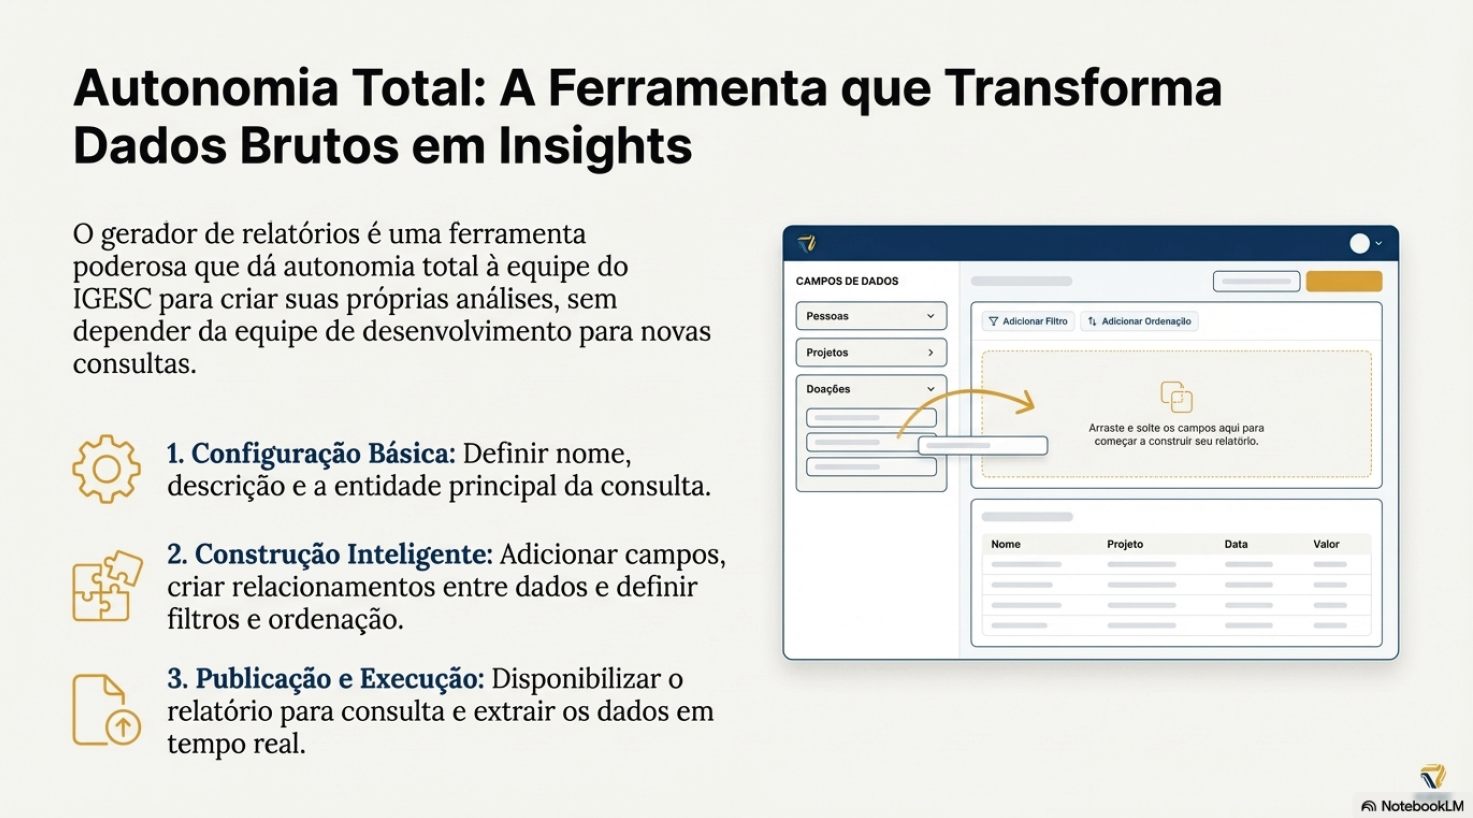 Autonomia Total: A Ferramenta que Transforma
Dados Brutos em Insights
O gerador de relatórios é uma ferramenta
poderosa que dá autonomia total à equipe do
IGESC para criar suas próprias análises, sem
depender da equipe de desenvolvimento para novas
consultas.
1. Configuração Básica: Definir nome,
descrição e a entidade principal da consulta.
2. Construção Inteligente: Adicionar campos,
criar relacionamentos entre dados e definir
filtros e ordenação.
3. Publicação e Execução: Disponibilizar o
relatório para consulta e extrair os dados em
tempo real.
CAMPOS DE DADOS
Pessoas
Projetos
Doações
Adicionar Filtro
Adicionar Ordenação
Arraste e solte os campos aqui para
começar a construir seu relatório.
Nome Projeto Data Valor
NotebookLM